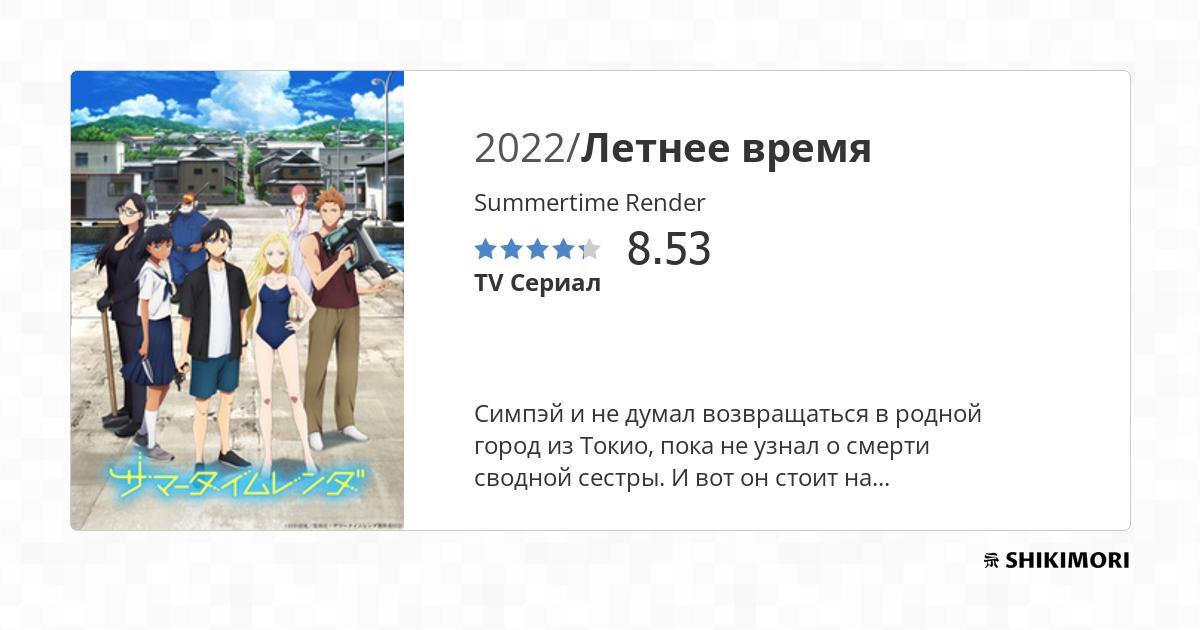 2022/Летнее время
Summertime Render
8.53
TV Сериал
Симпэй и не думал возвращаться в родной
город из Токио, пока не узнал о смерти
сводной сестры. И вот он стоит на...
サマータイムレンダ
SHIKIMORI